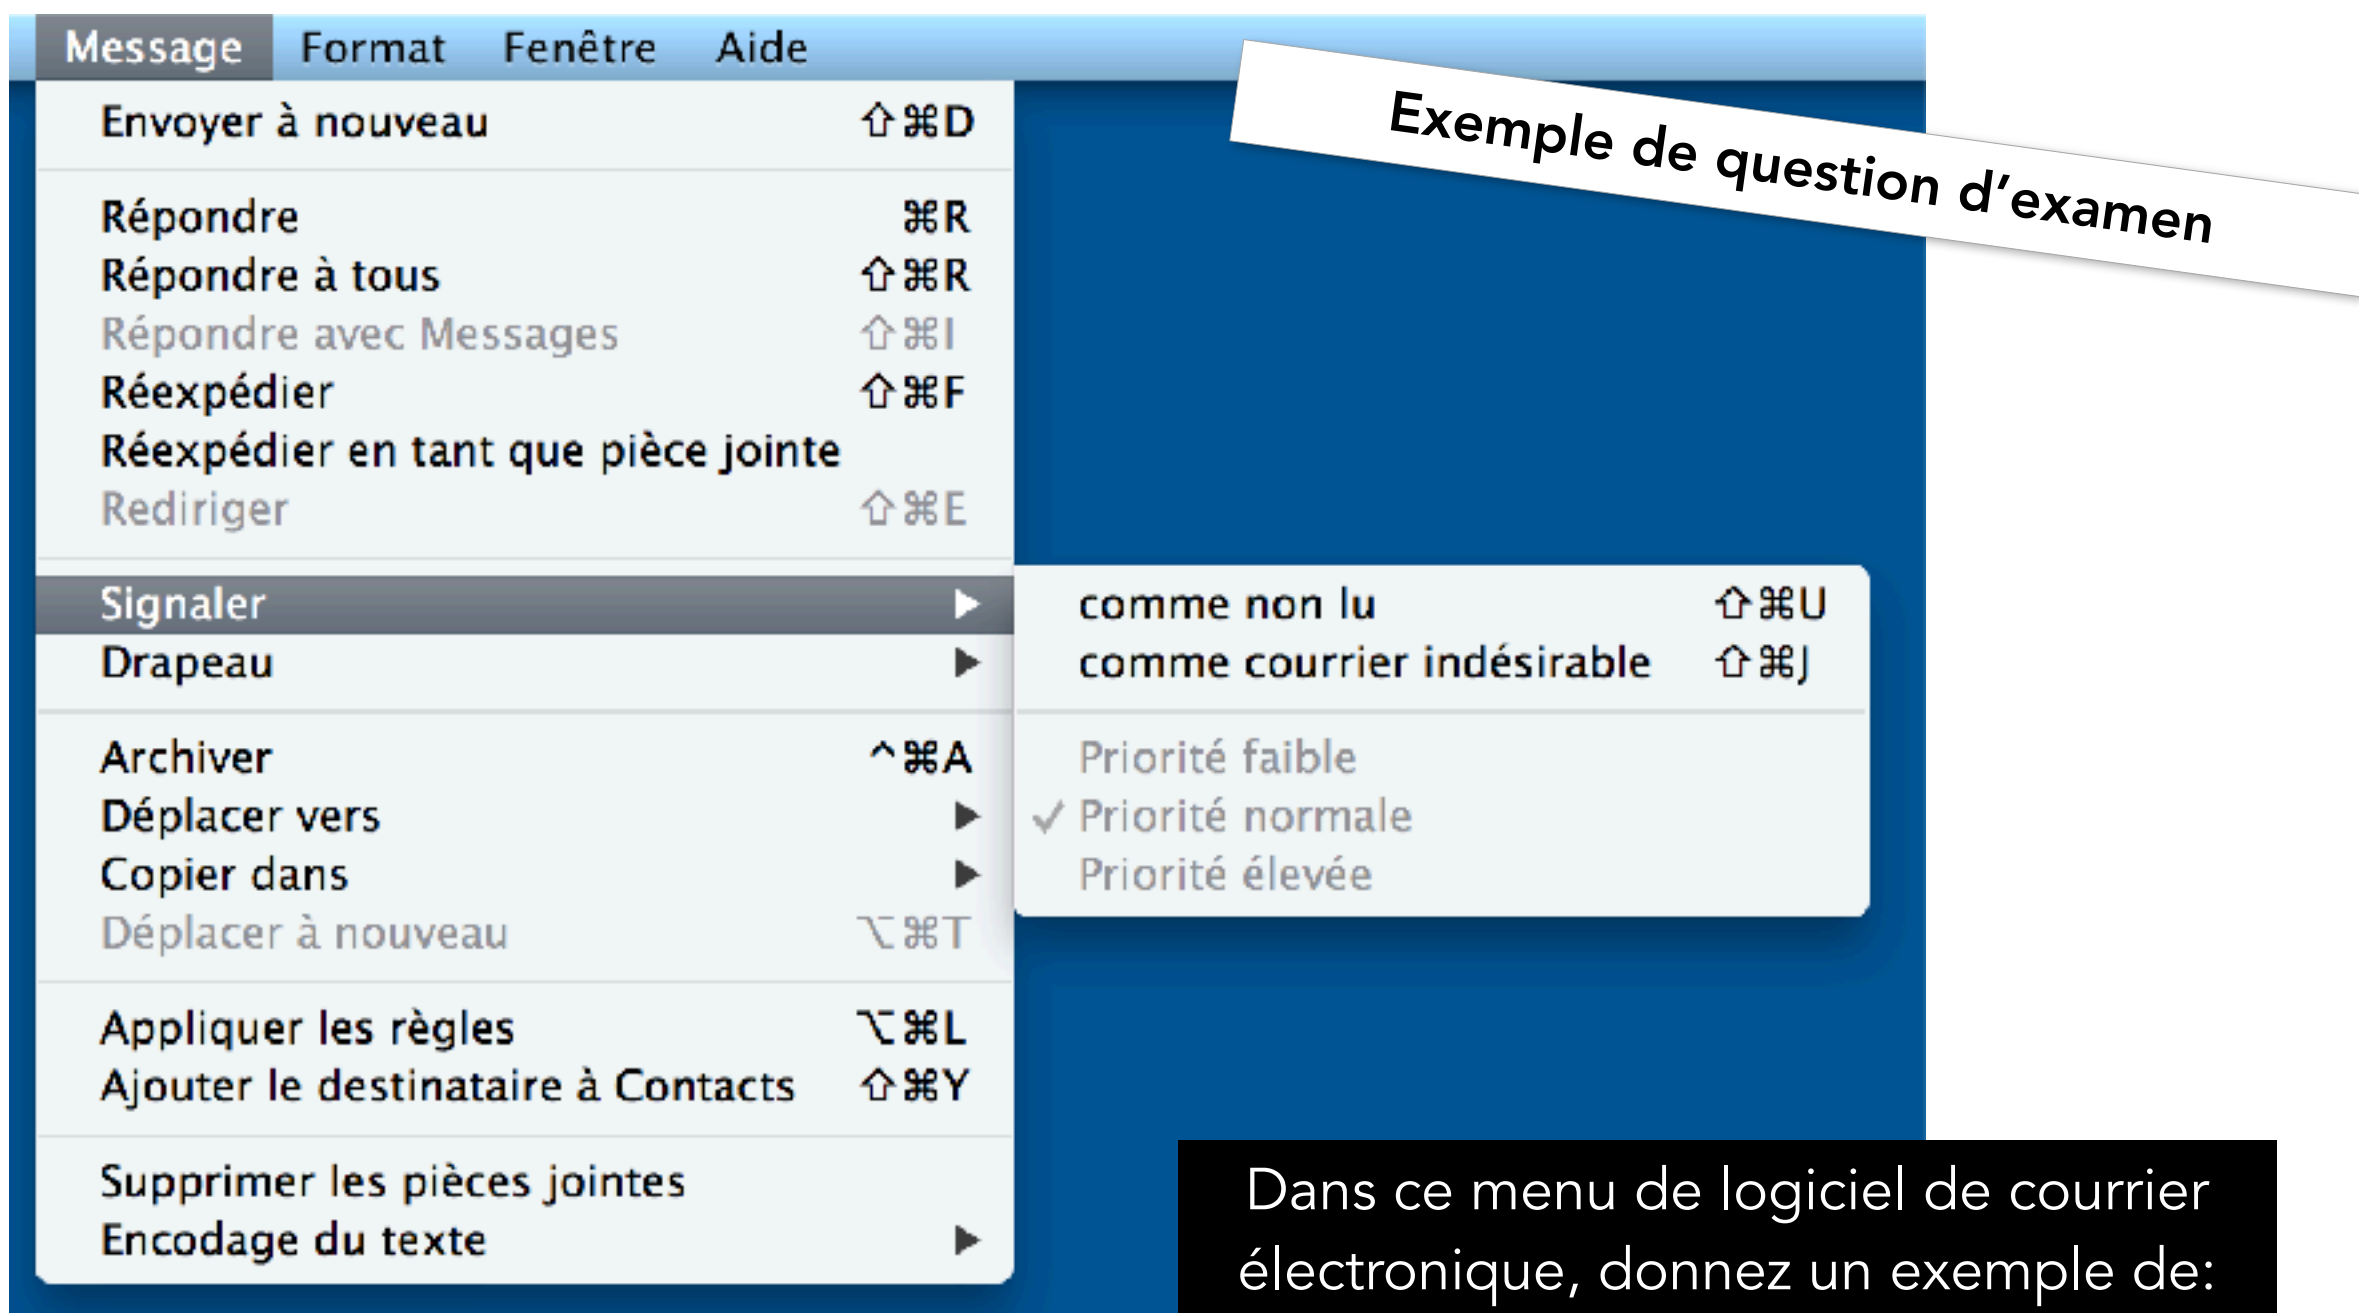 Message Format Fenêtre Aide
Exemple de question d’examen
Envoyer à nouveau ⇧⌘D
Répondre ⌘R
Répondre à tous ⇧⌘R
Répondre avec Messages ⇧⌘I
Réexpédier ⇧⌘F
Réexpédier en tant que pièce jointe
Rediriger ⇧⌘E
Signaler ▶
Drapeau ▶
Archiver ^⌘A
Déplacer vers ▶
Copier dans ▶
Déplacer à nouveau ⌥⌘T
Appliquer les règles ⌥⌘L
Ajouter le destinataire à Contacts ⇧⌘Y
Supprimer les pièces jointes
Encodage du texte ▶
comme non lu ⇧⌘U
comme courrier indésirable ⇧⌘J
Priorité faible
✓ Priorité normale
Priorité élevée
Dans ce menu de logiciel de courrier
électronique, donnez un exemple de: